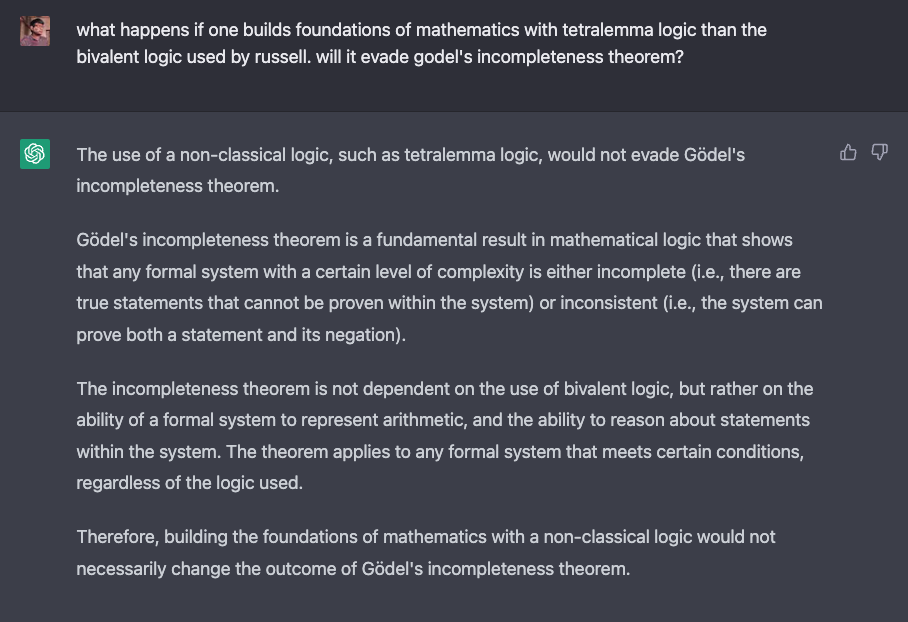 what happens if one builds foundations of mathematics with tetralemma logic than the
bivalent logic used by russell. will it evade godel's incompleteness theorem?
The use of a non-classical logic, such as tetralemma logic, would not evade Gödel's
incompleteness theorem.
Gödel's incompleteness theorem is a fundamental result in mathematical logic that shows
that any formal system with a certain level of complexity is either incomplete (i.e., there are
true statements that cannot be proven within the system) or inconsistent (i.e., the system can
prove both a statement and its negation).
The incompleteness theorem is not dependent on the use of bivalent logic, but rather on the
ability of a formal system to represent arithmetic, and the ability to reason about statements
within the system. The theorem applies to any formal system that meets certain conditions,
regardless of the logic used.
Therefore, building the foundations of mathematics with a non-classical logic would not
necessarily change the outcome of Gödel's incompleteness theorem.